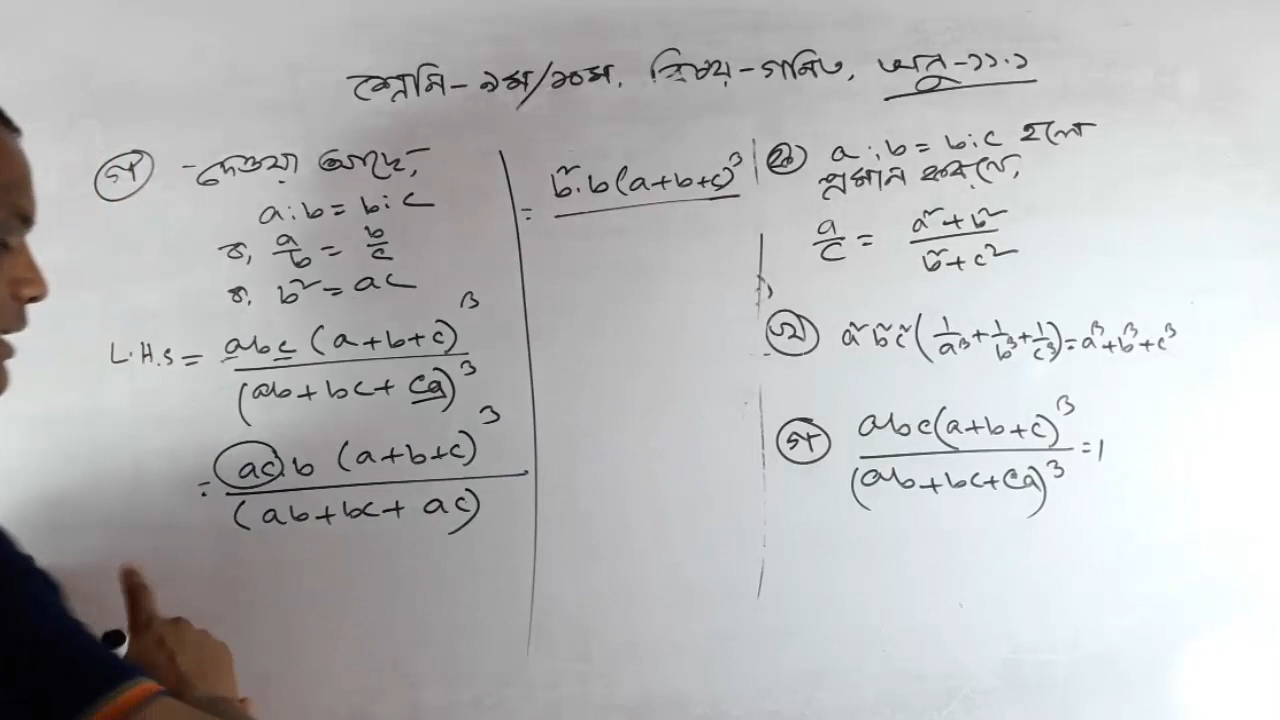 শ্রেনি-৯ম/১০ম, বিষয়-গনিত, অনু-১১.১
গ -দেওয়া আছে,
a:b = b:c
বা, a/b = b/c
বা, b² = ac
L.H.S = abc (a+b+c)³ / (ab+bc+ca)³
= ac.b (a+b+c)³ / (ab+bc+ac)
= b².b(a+b+c)³
ক a:b = b:c হলে
প্রমান কর যে,
a/c = a²+b² / b²+c²
খ a²b²c²(1/a³+1/b³+1/c³)=a³+b³+c³
গ abc(a+b+c)³ / (ab+bc+ca)³ =1